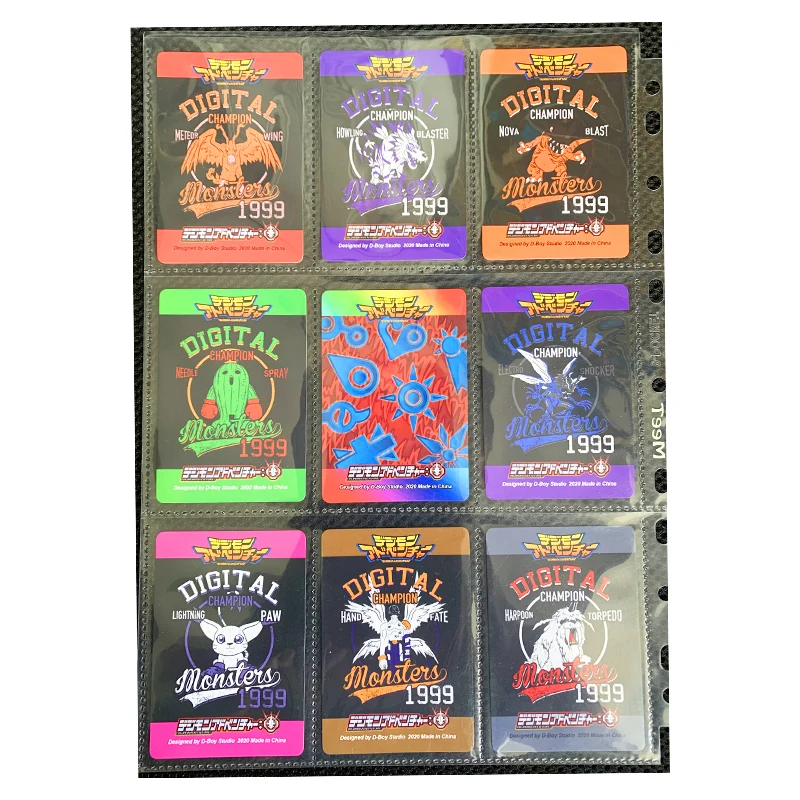 デジモン
アドベンチャー
DIGITAL
CHAMPION
METEOR WING
Monsters
1999
デジモンアドベンチャー:
Designed by D-Boy Studio 2020 Made in China
デジモン
アドベンチャー
DIGITAL
CHAMPION
HOWLING BLASTER
Monsters
1999
デジモンアドベンチャー:
Designed by D-Boy Studio 2020 Made in China
デジモン
アドベンチャー
DIGITAL
CHAMPION
NOVA BLAST
Monsters
1999
デジモンアドベンチャー:
Designed by D-Boy Studio 2020 Made in China
デジモン
アドベンチャー
DIGITAL
CHAMPION
NEEDLE SPRAY
Monsters
1999
デジモンアドベンチャー:
Designed by D-Boy Studio 2020 Made in China
デジモン
アドベンチャー
デジモンアドベンチャー:
Designed by D-Boy Studio 2020 Made in China
デジモン
アドベンチャー
DIGITAL
CHAMPION
ELECTRO SHOCKER
Monsters
1999
デジモンアドベンチャー:
Designed by D-Boy Studio 2020 Made in China
T99M
デジモン
アドベンチャー
DIGITAL
CHAMPION
LIGHTNING PAW
Monsters
1999
デジモンアドベンチャー:
Designed by D-Boy Studio 2020 Made in China
デジモン
アドベンチャー
DIGITAL
CHAMPION
HAND FATE
Monsters
1999
デジモンアドベンチャー:
Designed by D-Boy Studio 2020 Made in China
デジモン
アドベンチャー
DIGITAL
CHAMPION
HARPOON TORPEDO
Monsters
1999
デジモンアドベンチャー:
Designed by D-Boy Studio 2020 Made in China